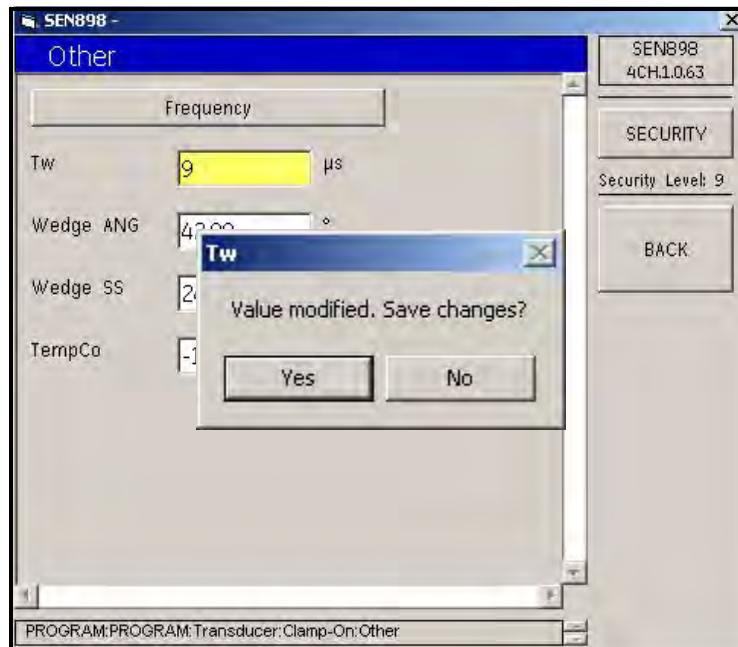 SEN898 -
Other
SEN898
4CH.1.0.63
Frequency
SECURITY
Tw 9 µs
Security Level: 9
Wedge ANG °
BACK
Tw
Wedge SS
Value modified. Save changes?
TempCo
Yes No
PROGRAM:PROGRAM:Transducer:Clamp-On:Other